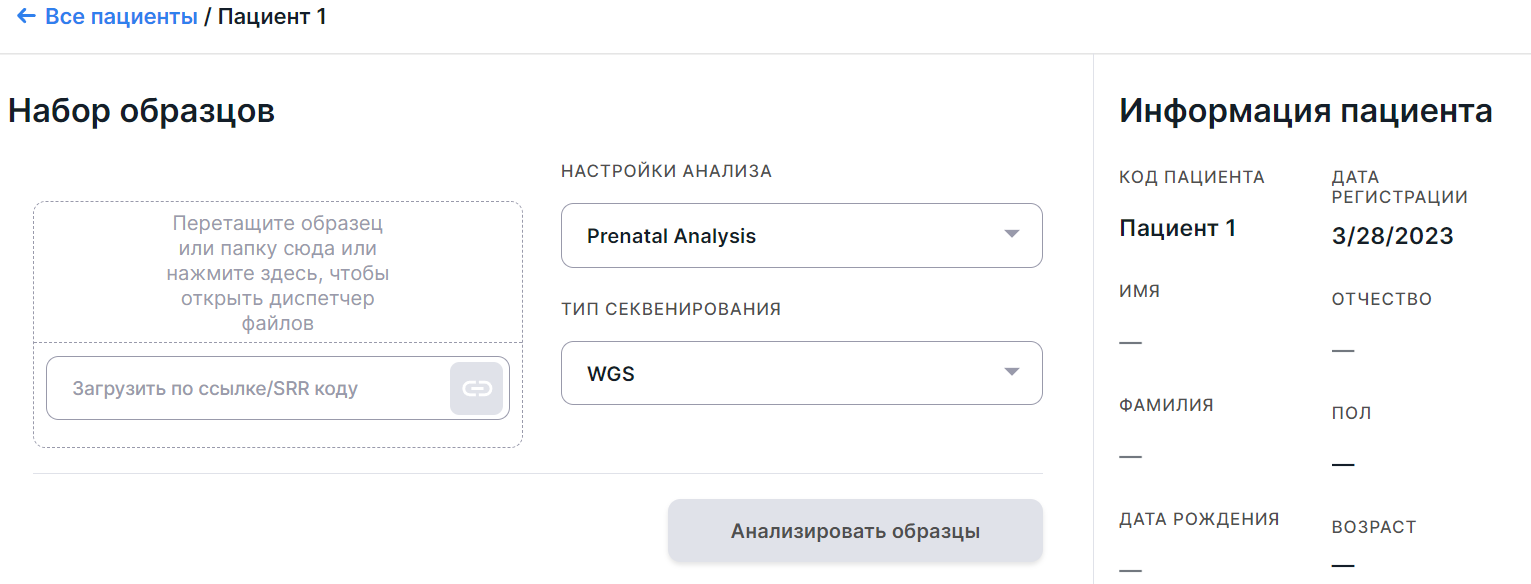 ← Все пациенты / Пациент 1
Набор образцов
Перетащите образец
или папку сюда или
нажмите здесь, чтобы
открыть диспетчер
файлов
Загрузить по ссылке/SRR коду
НАСТРОЙКИ АНАЛИЗА
Prenatal Analysis
ТИП СЕКВЕНИРОВАНИЯ
WGS
Анализировать образцы
Информация пациента
КОД ПАЦИЕНТА
Пациент 1
ДАТА
РЕГИСТРАЦИИ
3/28/2023
ИМЯ
—
ОТЧЕСТВО
—
ФАМИЛИЯ
—
ПОЛ
—
ДАТА РОЖДЕНИЯ
—
ВОЗРАСТ
—